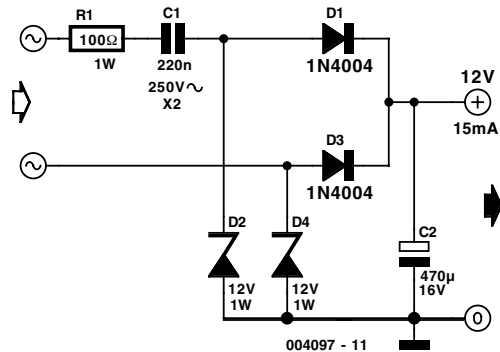 R1
100Ω
1W
C1
220n
250V∿
X2
D1
1N4004
12V
+
15mA
D3
1N4004
D2
12V
1W
D4
12V
1W
C2
470µ
16V
0
004097 - 11